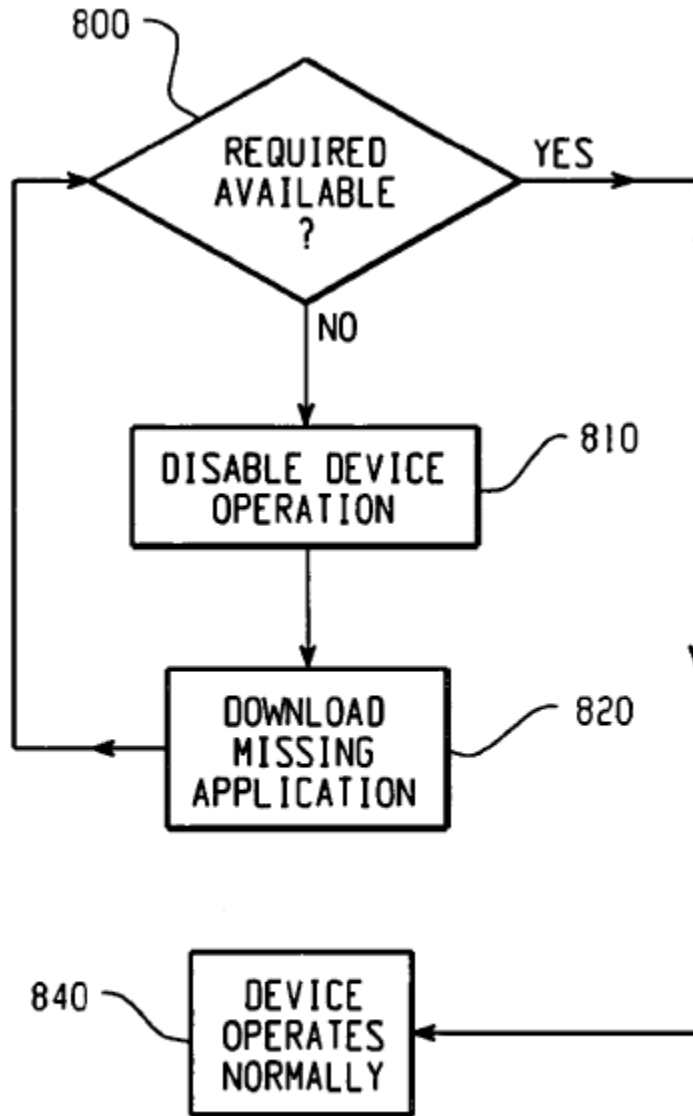 800
REQUIRED
AVAILABLE
?
YES
NO
810
DISABLE DEVICE
OPERATION
820
DOWNLOAD
MISSING
APPLICATION
840
DEVICE
OPERATES
NORMALLY